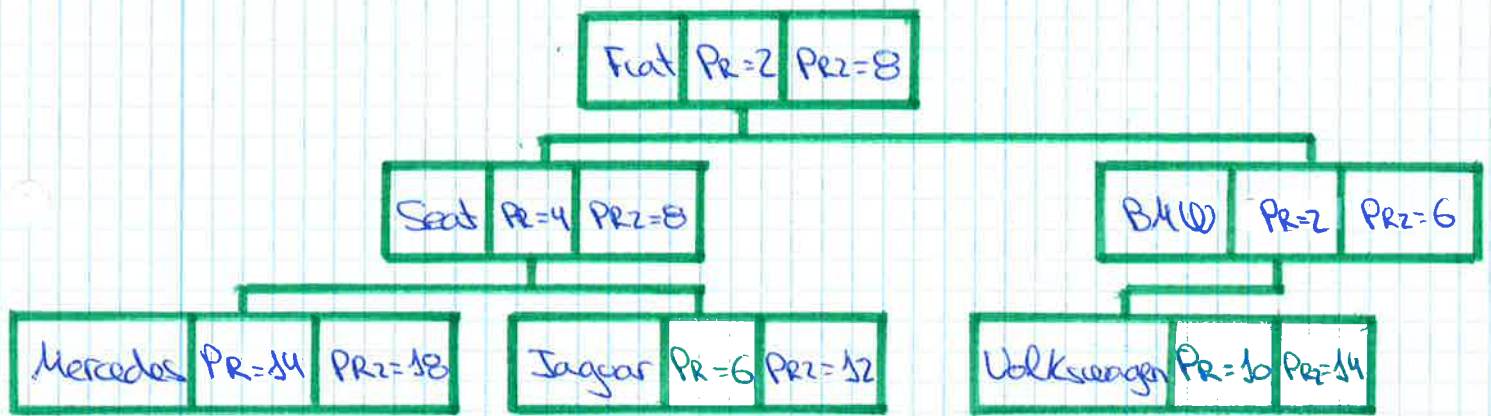 Fiat PR=2 PR2=8
Seat PR=4 PR2=8
BMW PR=2 PR2=6
Mercedes PR=14 PR2=18
Jaguar PR=6 PR2=12
Volkswagen PR=10 PR2=14